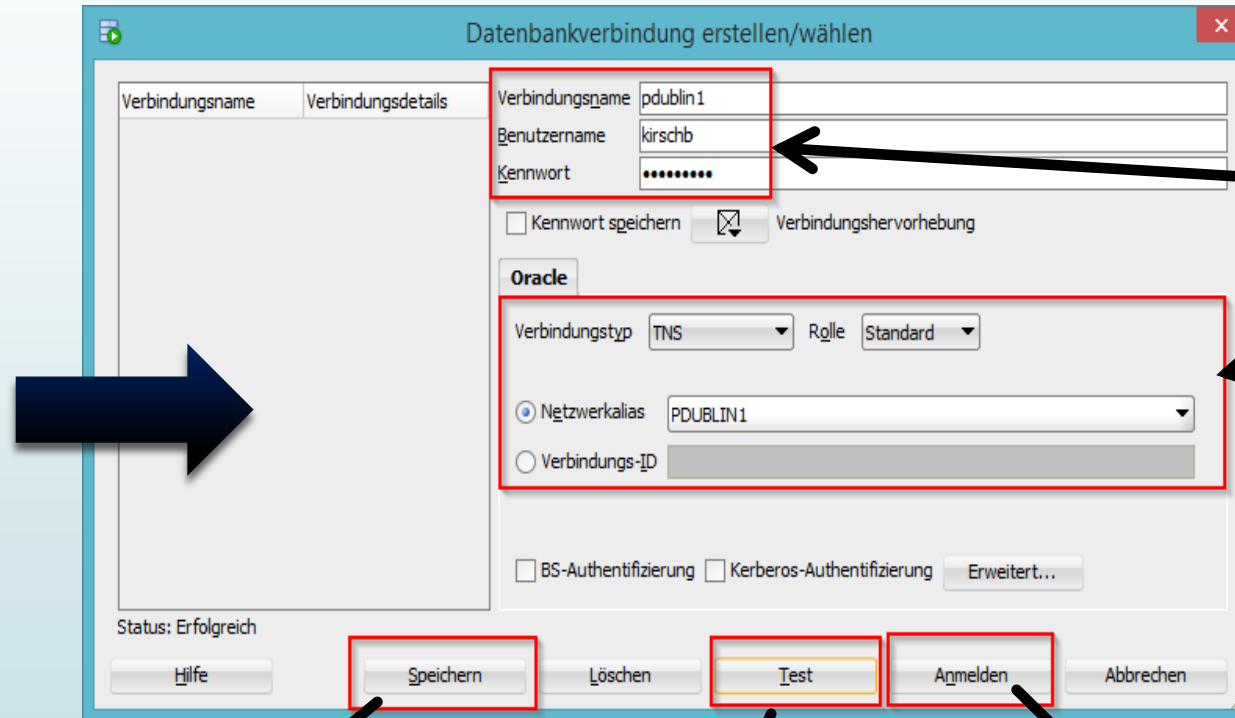 Datenbankverbindung erstellen/wählen
Verbindungsname Verbindungsdetails
Verbindungsname pdublin1
Benutzername kirschb
Kennwort •••••••••
Kennwort speichern Verbindungshervorhebung
Oracle
Verbindungstyp TNS Rolle Standard
Netzwerkalias PDUBLIN1
Verbindungs-ID
BS-Authentifizierung Kerberos-Authentifizierung Erweitert...
Status: Erfolgreich
Hilfe Speichern Löschen Test Anmelden Abbrechen